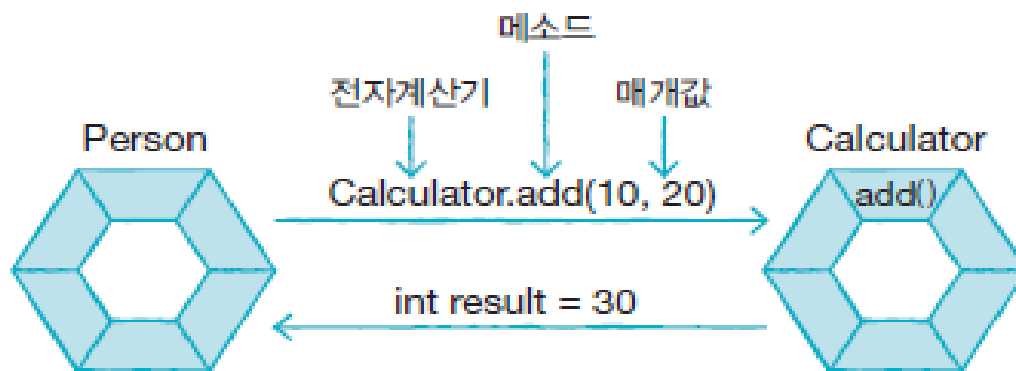 메소드
전자계산기
매개값
Person
Calculator
Calculator.add(10, 20)
add()
int result = 30